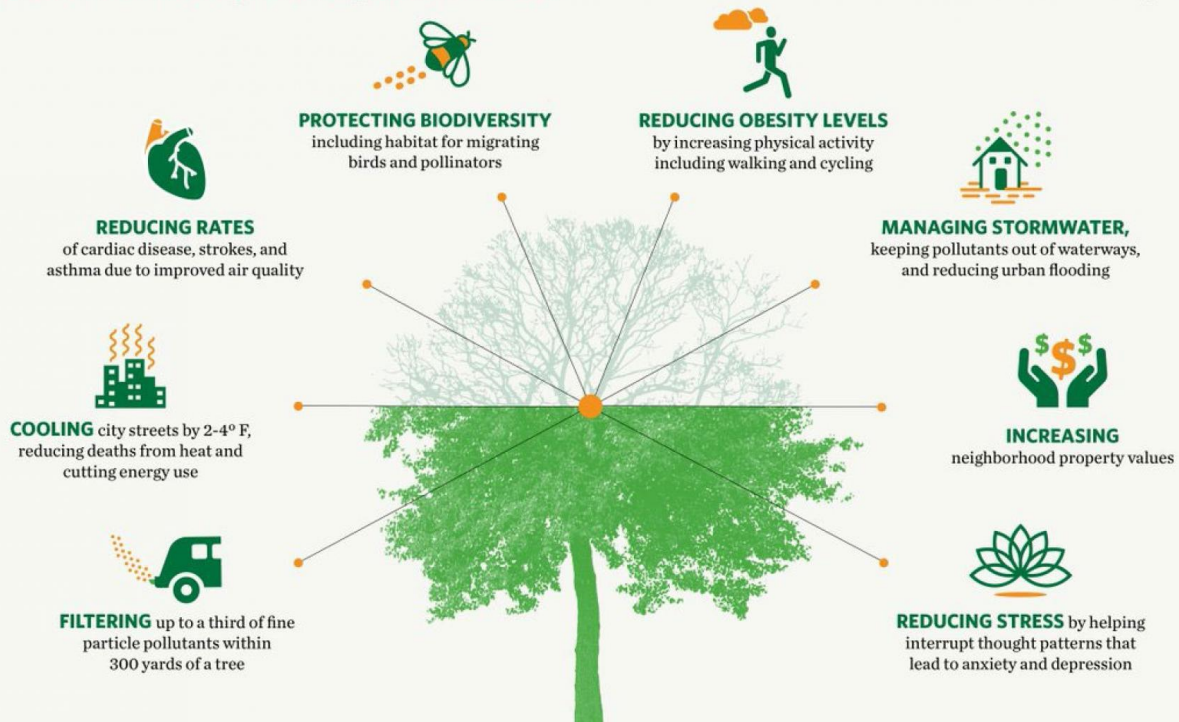 PROTECTING BIODIVERSITY
including habitat for migrating
birds and pollinators
REDUCING OBESITY LEVELS
by increasing physical activity
including walking and cycling
REDUCING RATES
of cardiac disease, strokes, and
asthma due to improved air quality
MANAGING STORMWATER,
keeping pollutants out of waterways,
and reducing urban flooding
COOLING city streets by 2-4° F,
reducing deaths from heat and
cutting energy use
$ $ $
INCREASING
neighborhood property values
FILTERING up to a third of fine
particle pollutants within
300 yards of a tree
REDUCING STRESS by helping
interrupt thought patterns that
lead to anxiety and depression